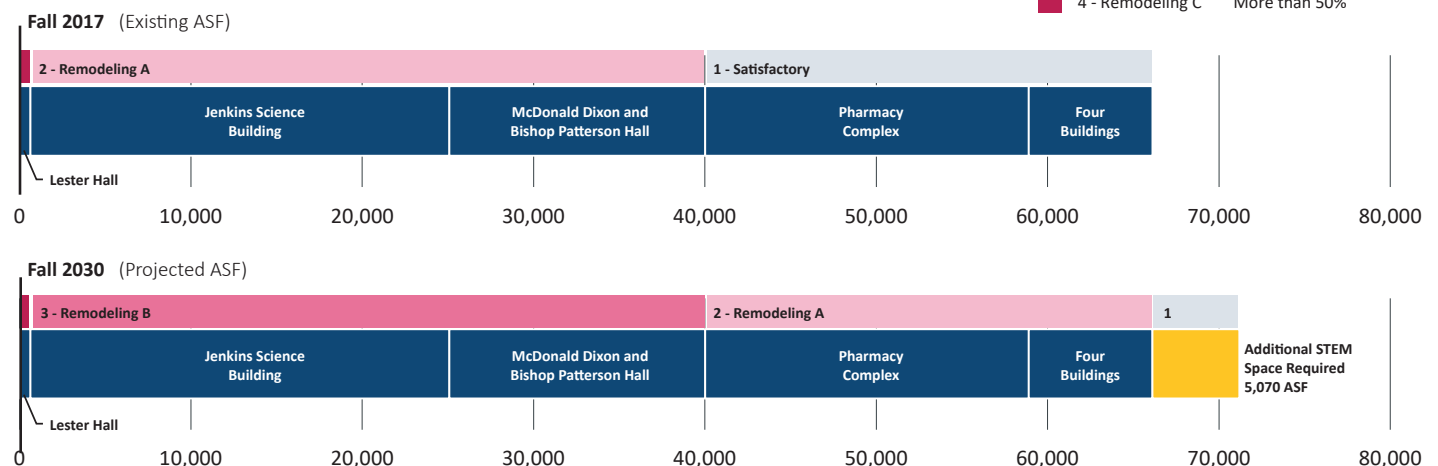 4 - Remodeling C More than 50%
Fall 2017 (Existing ASF)
2 - Remodeling A
1 - Satisfactory
Jenkins Science
Building
McDonald Dixon and
Bishop Patterson Hall
Pharmacy
Complex
Four
Buildings
Lester Hall
0 10,000 20,000 30,000 40,000 50,000 60,000 70,000 80,000
Fall 2030 (Projected ASF)
3 - Remodeling B
2 - Remodeling A
1
Jenkins Science
Building
McDonald Dixon and
Bishop Patterson Hall
Pharmacy
Complex
Four
Buildings
Additional STEM
Space Required
5,070 ASF
Lester Hall
0 10,000 20,000 30,000 40,000 50,000 60,000 70,000 80,000